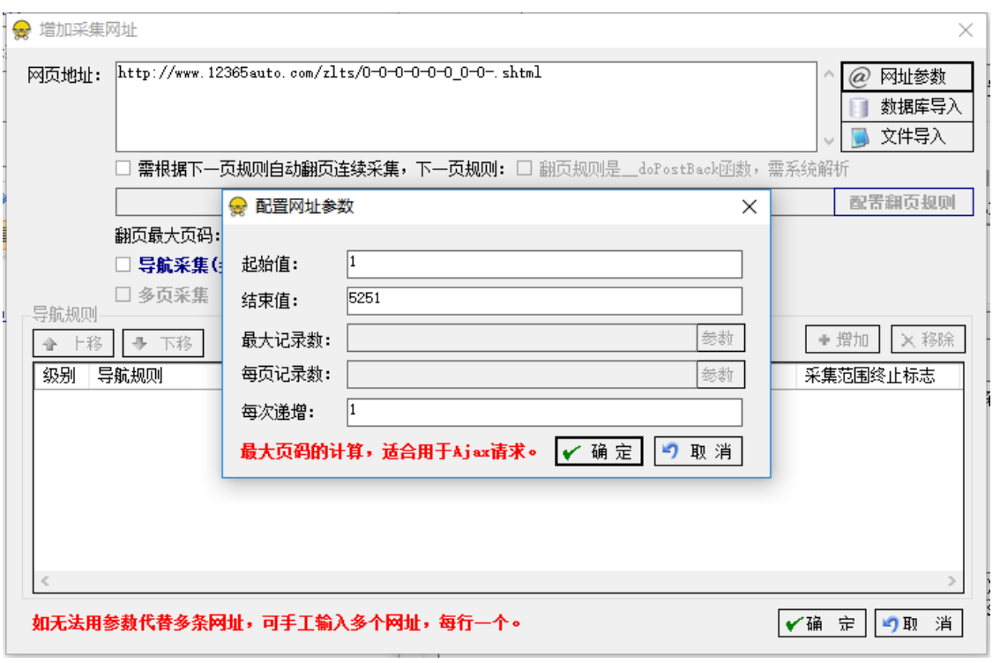 增加采集网址
网页地址：
http://www.12365auto.com/zlts/0-0-0-0-0-0_0-0-.shtml
网址参数
数据库导入
文件导入
需根据下一页规则自动翻页连续采集，下一页规则：
翻页规则是__doPostBack函数，需系统解析
配置翻页规则
翻页最大页码：
导航采集(
多页采集
导航规则
上移
下移
增加
移除
级别
导航规则
采集范围终止标志
配置网址参数
起始值：
1
结束值：
5251
最大记录数：
参数
每页记录数：
参数
每次递增：
1
最大页码的计算，适合用于Ajax请求。
确 定
取 消
如无法用参数代替多条网址，可手工输入多个网址，每行一个。
确 定
取 消